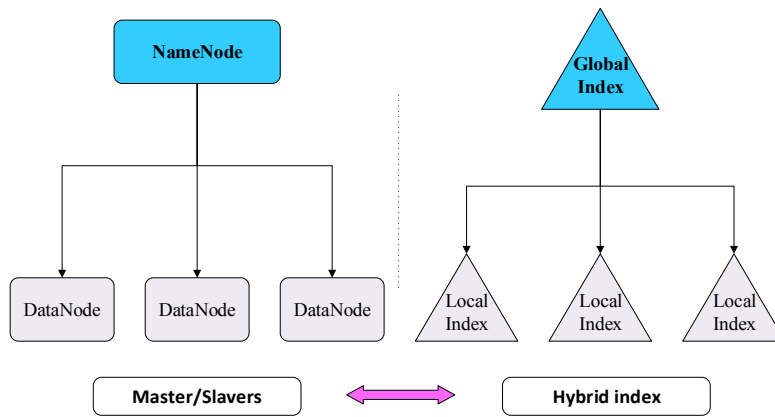 NameNode
Global
Index
DataNode
DataNode
DataNode
Local
Index
Local
Index
Local
Index
Master/Slavers
Hybrid index